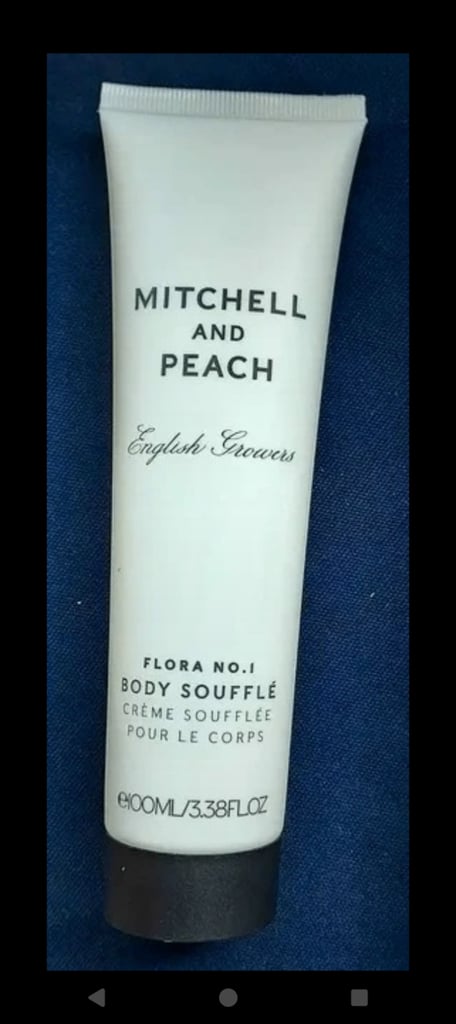 MITCHELL
AND
PEACH
English Growers
FLORA NO.1
BODY SOUFFLÉ
CRÈME SOUFFLÉE
POUR LE CORPS
℮100ML/3.38FL.OZ